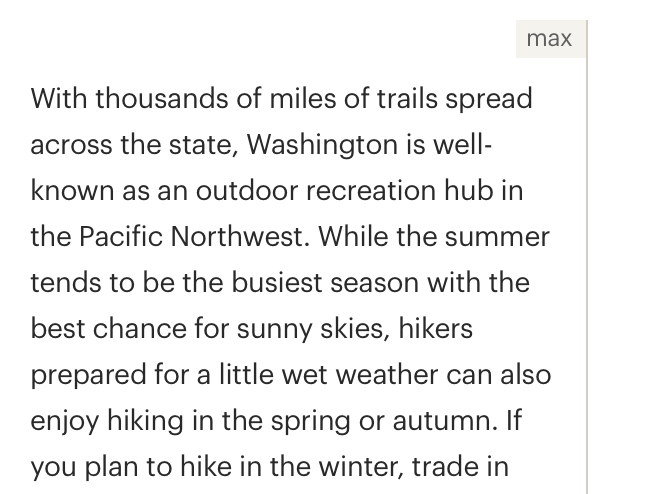 max
With thousands of miles of trails spread
across the state, Washington is well-
known as an outdoor recreation hub in
the Pacific Northwest. While the summer
tends to be the busiest season with the
best chance for sunny skies, hikers
prepared for a little wet weather can also
enjoy hiking in the spring or autumn. If
you plan to hike in the winter, trade in